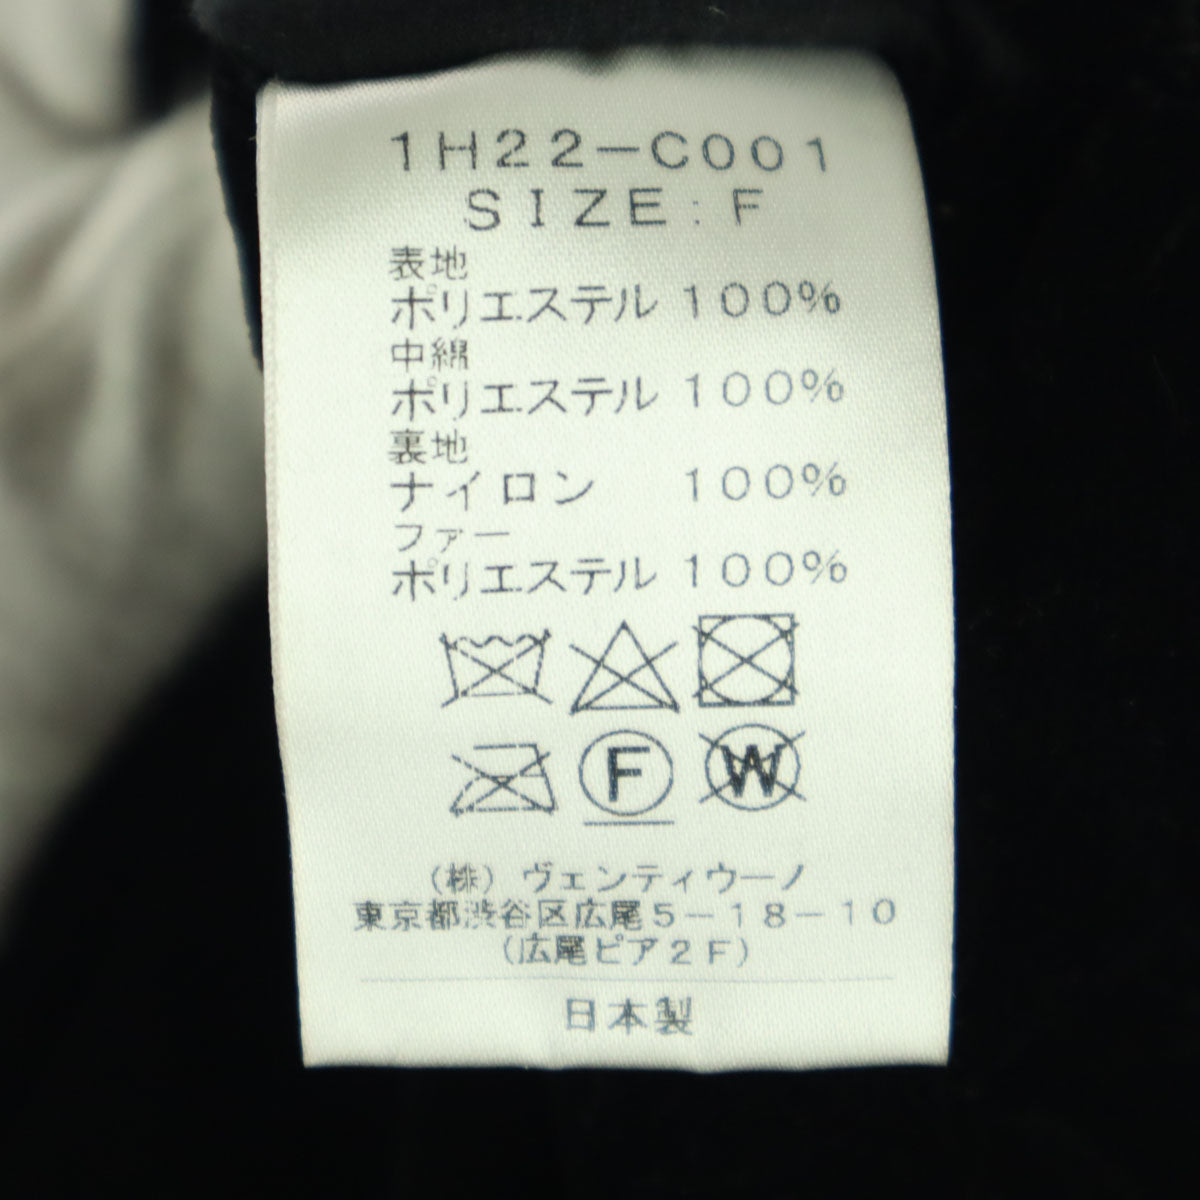 1H22-C001
SIZE:F
表地
ポリエステル 100%
中綿
ポリエステル 100%
裏地
ナイロン 100%
ファー
ポリエステル 100%
F W
(株) ヴェンティウーノ
東京都渋谷区広尾5-18-10
(広尾ピア2F)
日本製